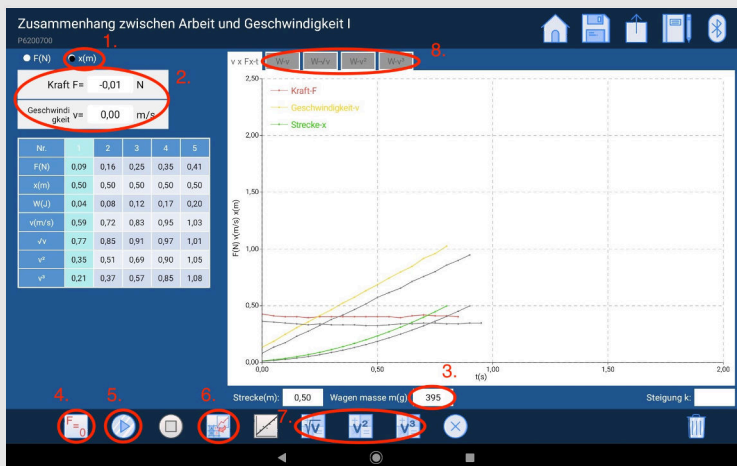 Zusammenhang zwischen Arbeit und Geschwindigkeit I
P6200700
1.
F(N) x(m)
2.
Kraft F= -0,01 N
Geschwindi
gkeit v= 0,00 m/s
Nr. 1 2 3 4 5
F(N) 0,09 0,16 0,25 0,35 0,41
x(m) 0,50 0,50 0,50 0,50 0,50
W(J) 0,04 0,08 0,12 0,17 0,20
v(m/s) 0,59 0,72 0,83 0,95 1,03
√v 0,77 0,85 0,91 0,97 1,01
v² 0,35 0,51 0,69 0,90 1,05
v³ 0,21 0,37 0,57 0,85 1,08
8.
v x Fx-t W-v W-√v W-v² W-v³
2,50
2,00
1,50
1,00
0,50
0,00
F(N) v(m/s) x(m)
Kraft-F
Geschwindigkeit-v
Strecke-x
0,00 0,50 1,00 1,50 2,00
t(s)
3.
Strecke(m): 0,50 Wagen masse m(g) 395 Steigung k:
4. 5. 6. 7.
F=0
√V V² V³